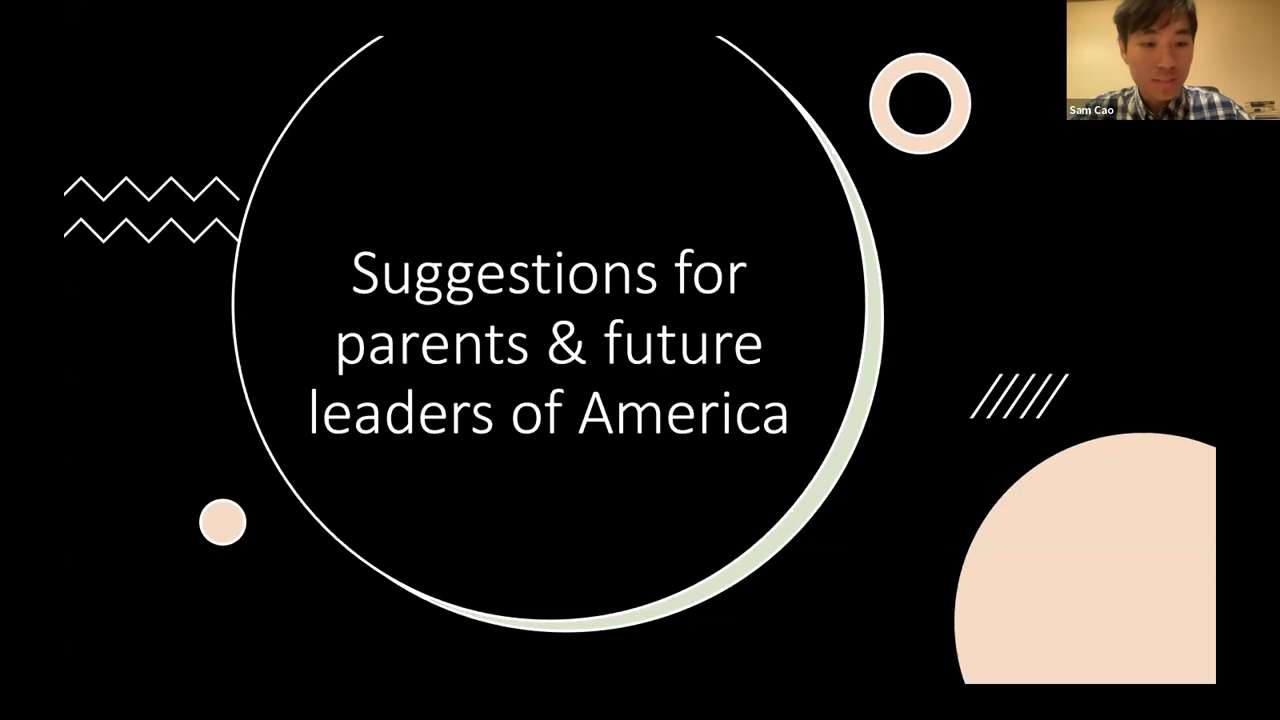 Sam Cao
Suggestions for
parents & future
leaders of America